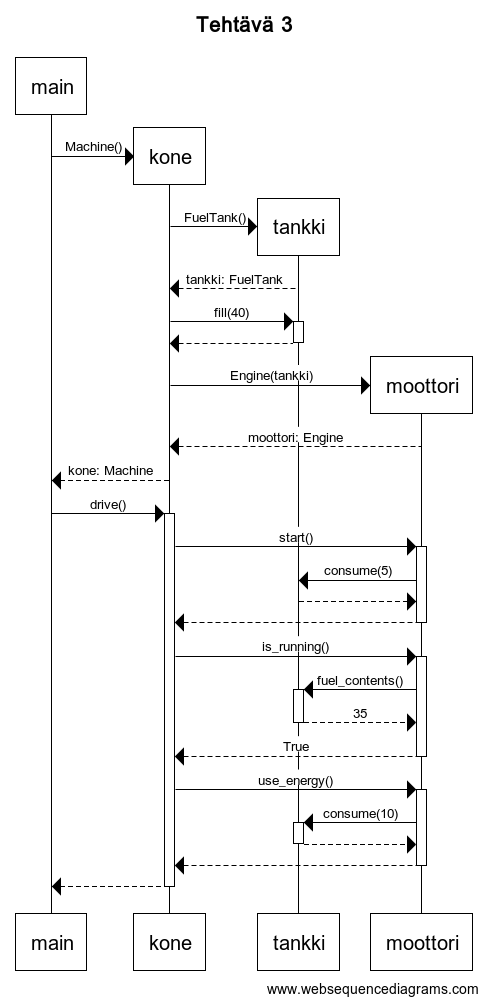 Tehtävä 3
main
Machine()
kone
FuelTank()
tankki
tankki: FuelTank
fill(40)
Engine(tankki)
moottori
moottori: Engine
kone: Machine
drive()
start()
consume(5)
is_running()
fuel_contents()
35
True
use_energy()
consume(10)
main kone tankki moottori
www.websequencediagrams.com